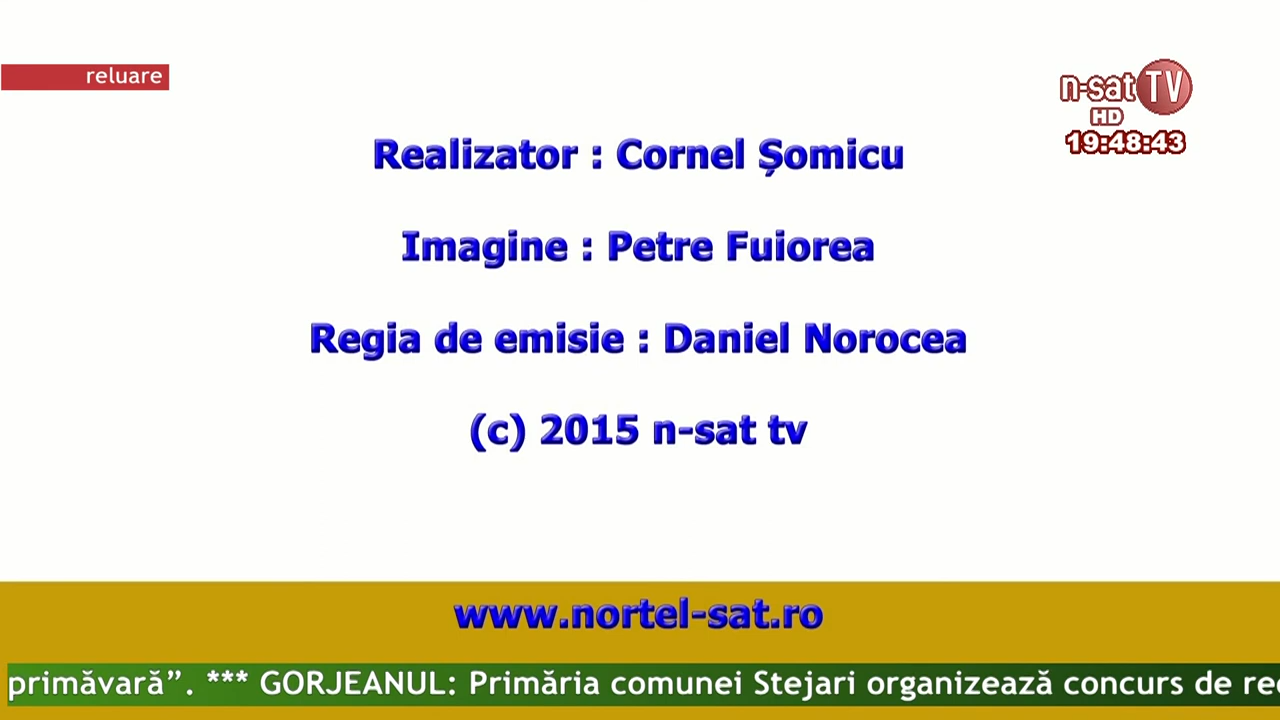 reluare
n-sat TV
HD
19:48:43
Realizator : Cornel Șomicu
Imagine : Petre Fuiorea
Regia de emisie : Daniel Norocea
(c) 2015 n-sat tv
www.nortel-sat.ro
primăvară”. *** GORJEANUL: Primăria comunei Stejari organizează concurs de